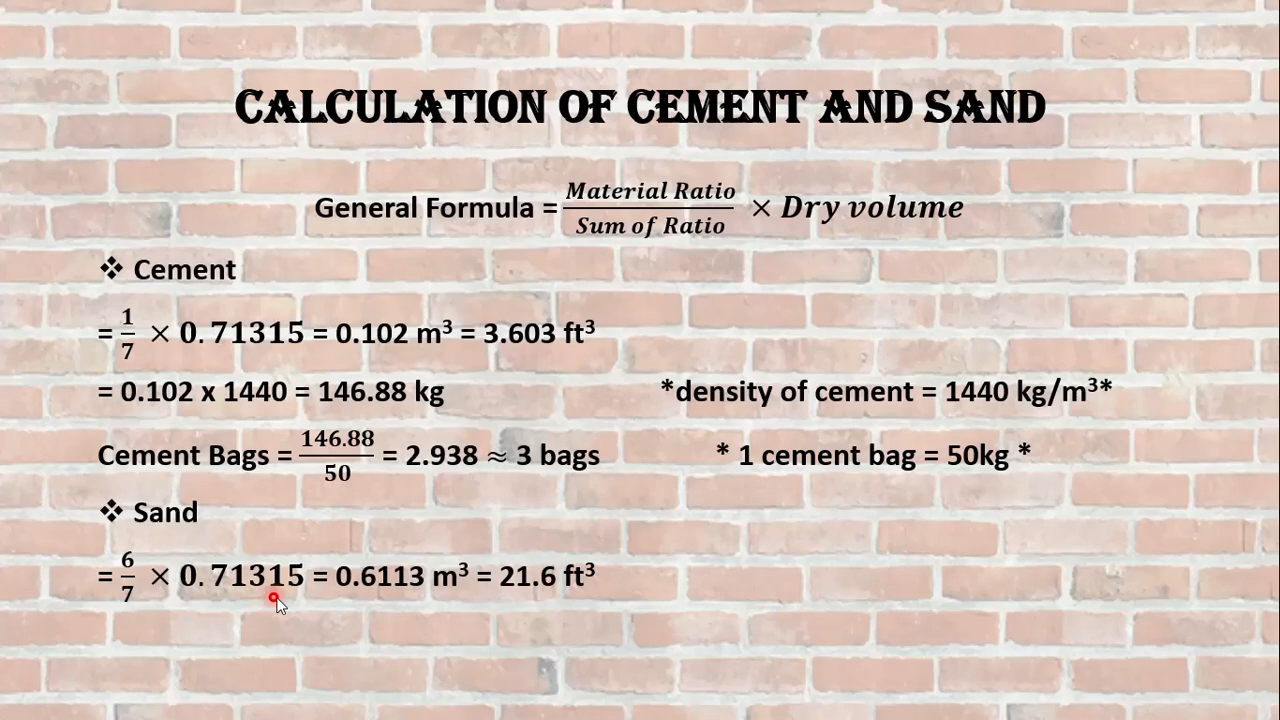 CALCULATION OF CEMENT AND SAND
General Formula = Material Ratio / Sum of Ratio × Dry volume
❖ Cement
= 1/7 × 0.71315 = 0.102 m³ = 3.603 ft³
= 0.102 x 1440 = 146.88 kg *density of cement = 1440 kg/m³*
Cement Bags = 146.88/50 = 2.938 ≈ 3 bags * 1 cement bag = 50kg *
❖ Sand
= 6/7 × 0.71315 = 0.6113 m³ = 21.6 ft³